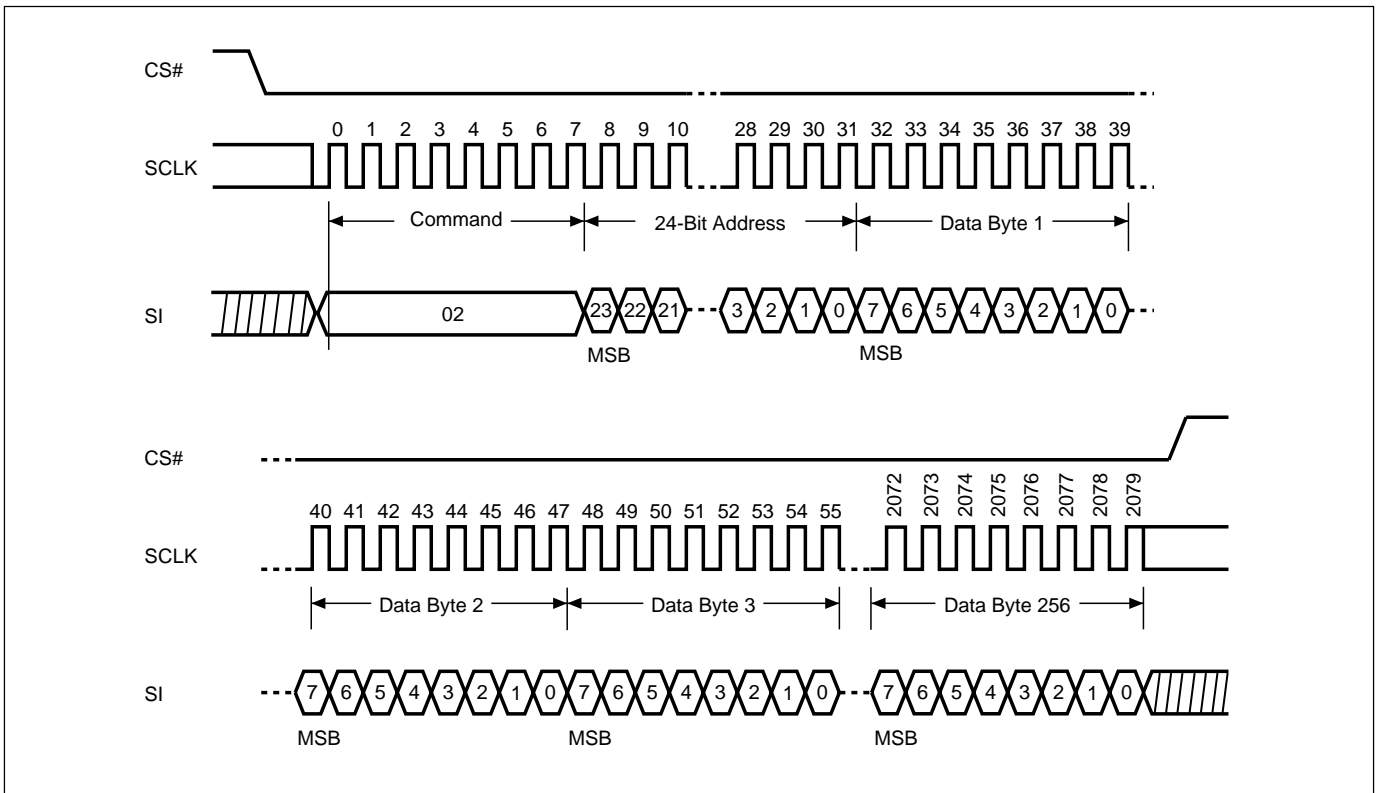 CS#
0 1 2 3 4 5 6 7 8 9 10 28 29 30 31 32 33 34 35 36 37 38 39
SCLK
Command 24-Bit Address Data Byte 1
SI 02 23 22 21 3 2 1 0 7 6 5 4 3 2 1 0
MSB MSB
CS#
2072 2073 2074 2075 2076 2077 2078 2079
40 41 42 43 44 45 46 47 48 49 50 51 52 53 54 55
SCLK
Data Byte 2 Data Byte 3 Data Byte 256
SI 7 6 5 4 3 2 1 0 7 6 5 4 3 2 1 0 7 6 5 4 3 2 1 0
MSB MSB MSB